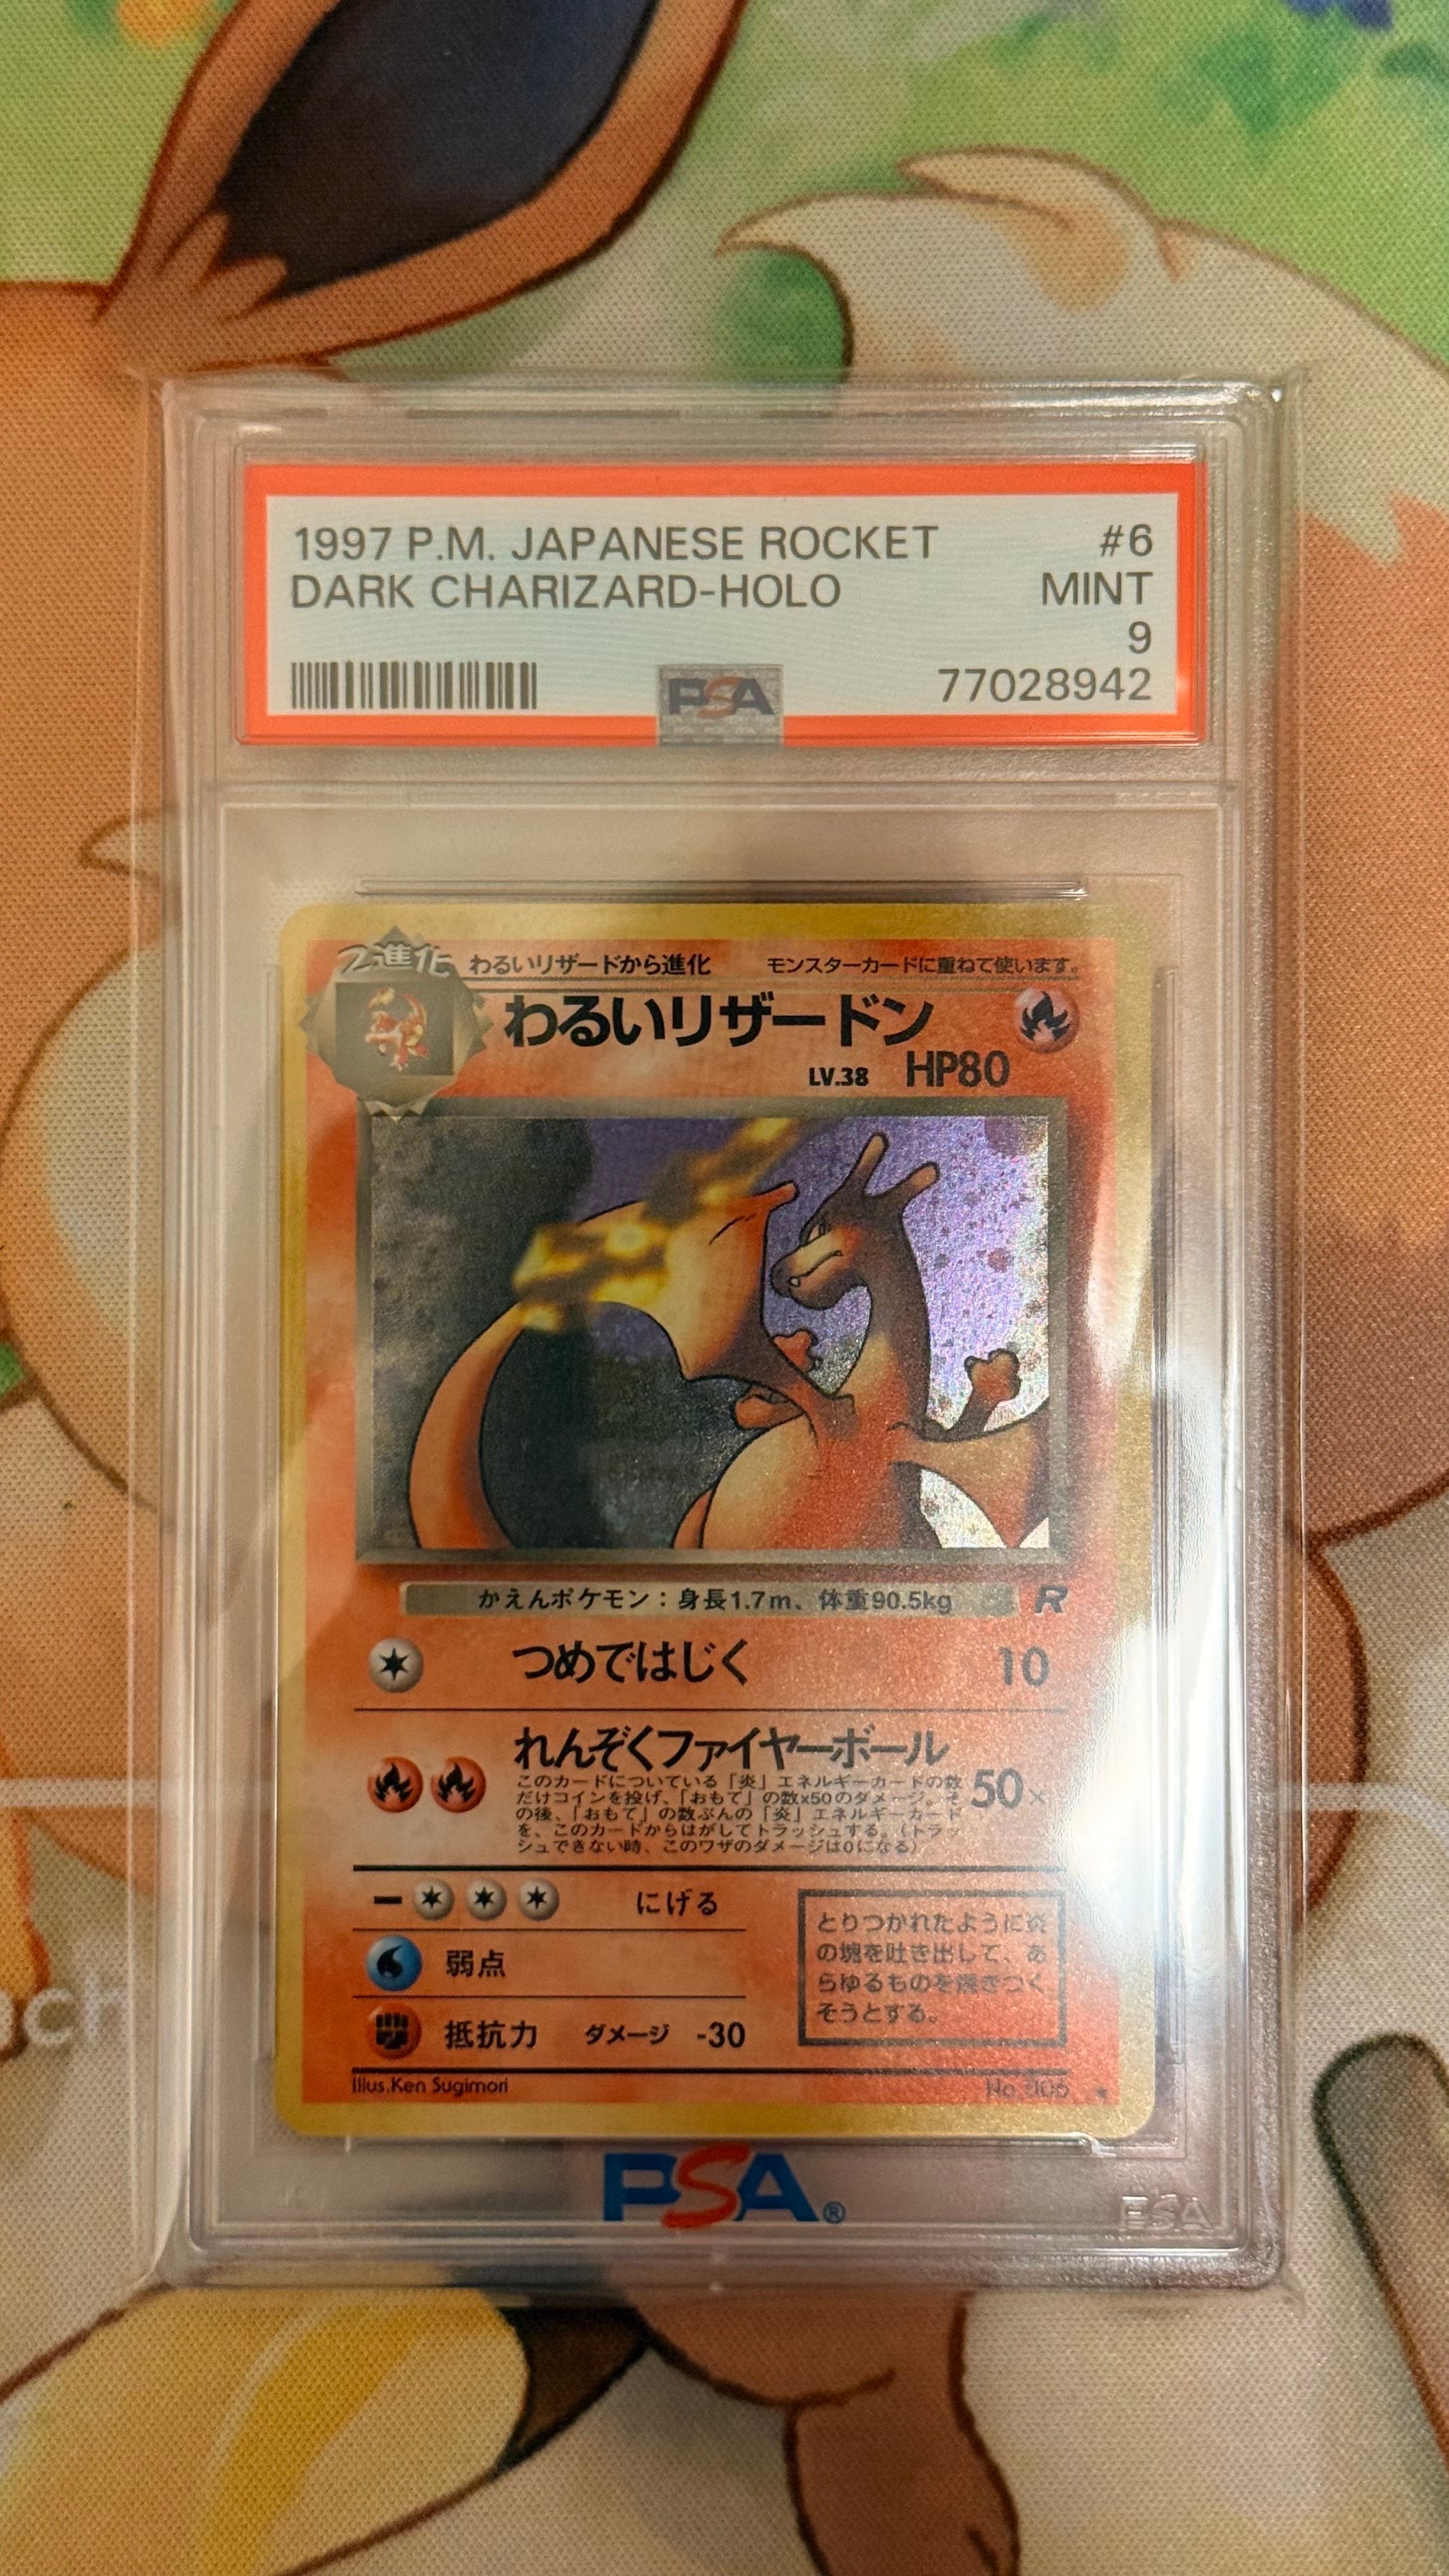 1997 P.M. JAPANESE ROCKET #6
DARK CHARIZARD-HOLO MINT
9
PSA 77028942
2進化 わるいリザードから進化 モンスターカードに重ねて使います。
わるいリザードン
LV.38 HP80
かえんポケモン:身長1.7m、体重90.5kg R
つめではじく 10
れんぞくファイヤーボール
このカードについている「炎」エネルギーカードの数
だけコインを投げ、「おもて」の数x50のダメージ。そ
の後、「おもて」の数ぶんの「炎」エネルギーカード
を、このカードからはがしてトラッシュする。(トラッ
シュできない時、このワザのダメージは0になる)
50×
にげる
弱点
抵抗力 ダメージ -30
とりつかれたように炎
の塊を吐き出して、あ
らゆるものを焼きつく
そうとする。
Illus.Ken Sugimori No.006
PSA®
PSA